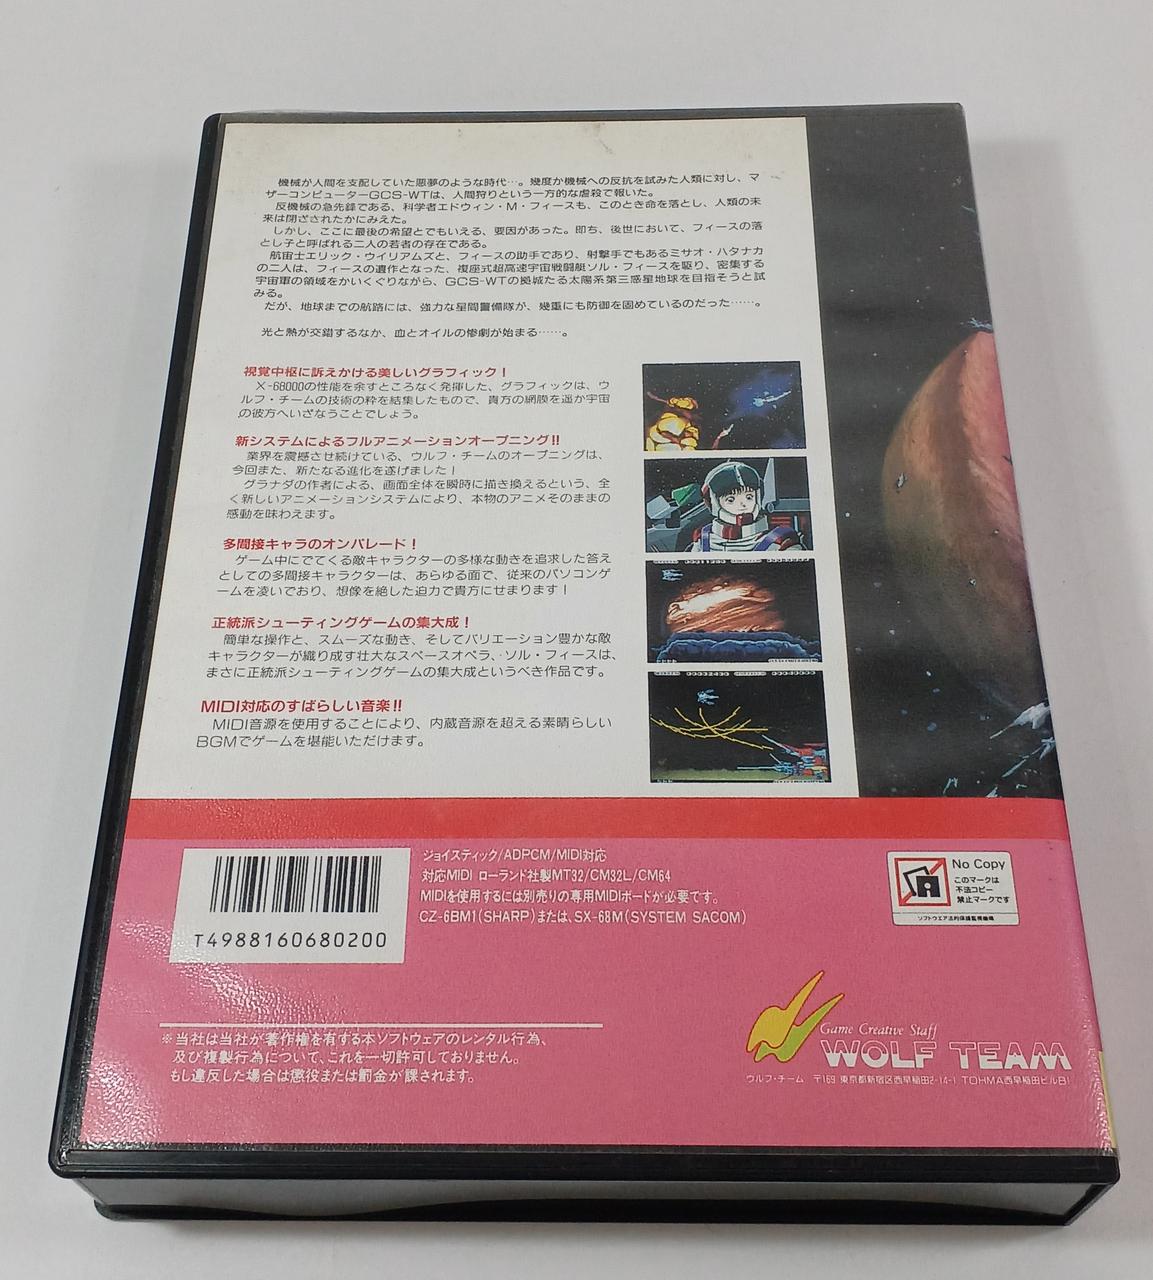 機械が人間を支配していた悪夢のような時代…。幾度か機械への反抗を試みた人類に対し、マ
ザーコンピューターGCS-WTは、人間狩りという一方的な虐殺で報いた。
反機械の急先鋒である、科学者エドウィン・M・フィースも、このとき命を落とし、人類の未
来は閉ざされたかにみえた。
しかし、ここに最後の希望とでもいえる、要因があった。即ち、後世において、フィースの落
とし子と呼ばれる二人の若者の存在である。
航宙士エリック・ウイリアムズと、フィースの助手であり、射撃手でもあるミサオ・ハタナカ
の二人は、フィースの遺作となった、複座式超高速宇宙戦闘艇ソル・フィースを駆り、密集する
宇宙軍の領域をかいくぐりながら、GCS-WTの拠城たる太陽系第三惑星地球を目指そうと試
みる。
だが、地球までの航路には、強力な星間警備隊が、幾重にも防御を固めているのだった……。
光と熱が交錯するなか、血とオイルの惨劇が始まる……。
視覚中枢に訴えかける美しいグラフィック!
X-68000の性能を余すところなく発揮した、グラフィックは、ウ
ルフ・チームの技術の粋を結集したもので、貴方の網膜を遥か宇宙
の彼方へいざなうことでしょう。
新システムによるフルアニメーションオープニング!!
業界を震撼させ続けている、ウルフ・チームのオープニングは、
今回また、新たなる進化を遂げました!
グラナダの作者による、画面全体を瞬時に描き換えるという、全
く新しいアニメーションシステムにより、本物のアニメそのままの
感動を味わえます。
多間接キャラのオンパレード!
ゲーム中にでてくる敵キャラクターの多様な動きを追求した答え
としての多間接キャラクターは、あらゆる面で、従来のパソコンゲ
ームを凌いでおり、想像を絶した迫力で貴方にせまります!
正統派シューティングゲームの集大成!
簡単な操作と、スムーズな動き、そしてバリエーション豊かな敵
キャラクターが織り成す壮大なスペースオペラ、ソル・フィースは、
まさに正統派シューティングゲームの集大成というべき作品です。
MIDI対応のすばらしい音楽!!
MIDI音源を使用することにより、内蔵音源を超える素晴らしい
BGMでゲームを堪能いただけます。
T4988160680200
ジョイスティック/ADPCM/MIDI対応
対応MIDI ローランド社製MT32/CM32L/CM64
MIDIを使用するには別売りの専用MIDIボードが必要です。
CZ-6BM1(SHARP)または、SX-68M(SYSTEM SACOM)
No Copy
このマークは
不法コピー
禁止マークです
ソフトウエア法的保護監視機構
※当社は当社が著作権を有する本ソフトウェアのレンタル行為、
及び複製行為について、これを一切許可しておりません。
もし違反した場合は懲役または罰金が課されます。
Game Creative Staff
WOLF TEAM
ウルフ・チーム 〒169 東京都新宿区西早稲田2-14-1 TOHMA西早稲田ビルB1